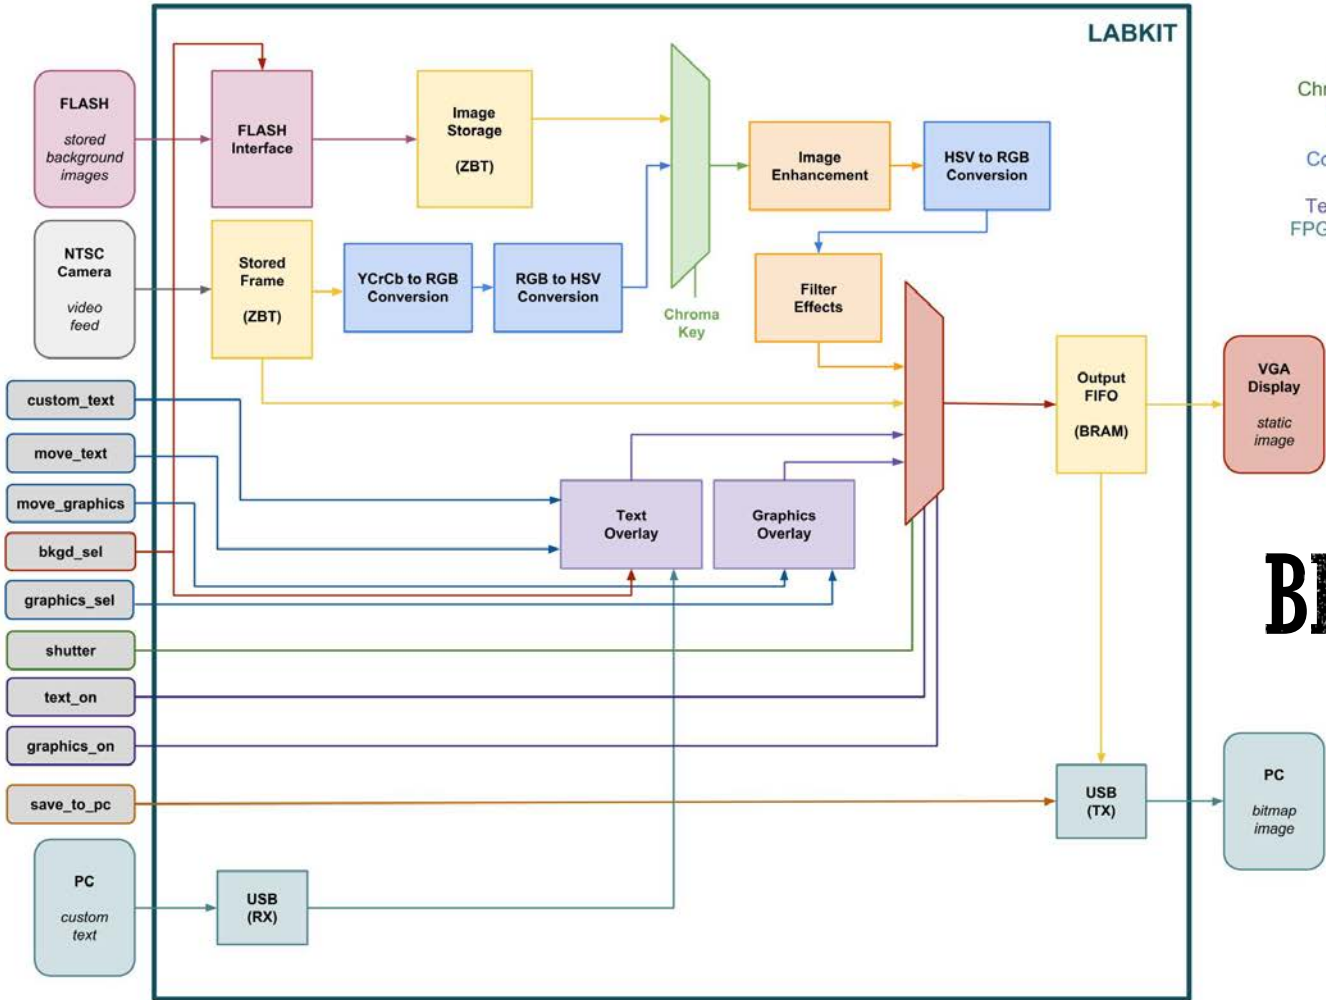 LABKIT
FLASH
stored
background
images
FLASH
Interface
Image
Storage
(ZBT)
Image
Enhancement
HSV to RGB
Conversion
NTSC
Camera
video
feed
Stored
Frame
(ZBT)
YCrCb to RGB
Conversion
RGB to HSV
Conversion
Chroma
Key
Filter
Effects
Output
FIFO
(BRAM)
VGA
Display
static
image
custom_text
move_text
move_graphics
bkgd_sel
graphics_sel
shutter
text_on
graphics_on
save_to_pc
Text
Overlay
Graphics
Overlay
USB
(TX)
PC
bitmap
image
PC
custom
text
USB
(RX)